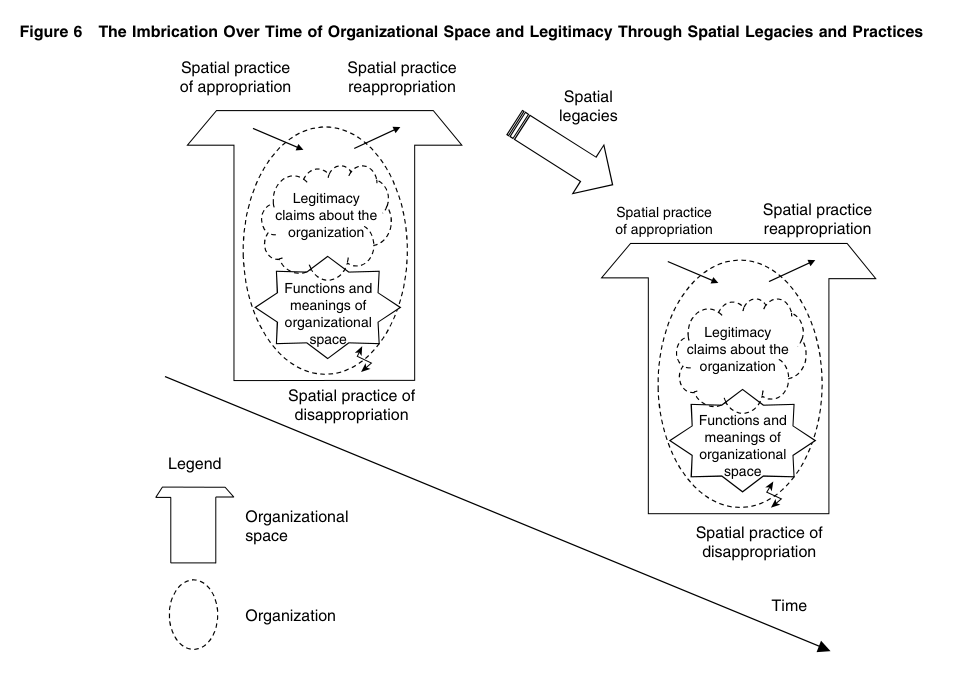 Figure 6 The Imbrication Over Time of Organizational Space and Legitimacy Through Spatial Legacies and Practices
Spatial practice
of appropriation
Spatial practice
reappropriation
Spatial
legacies
Legitimacy
claims about the
organization
Functions and
meanings of
organizational
space
Spatial practice of
disappropriation
Spatial practice
of appropriation
Spatial practice
reappropriation
Legitimacy
claims about the
organization
Functions and
meanings of
organizational
space
Spatial practice of
disappropriation
Legend
Organizational
space
Organization
Time